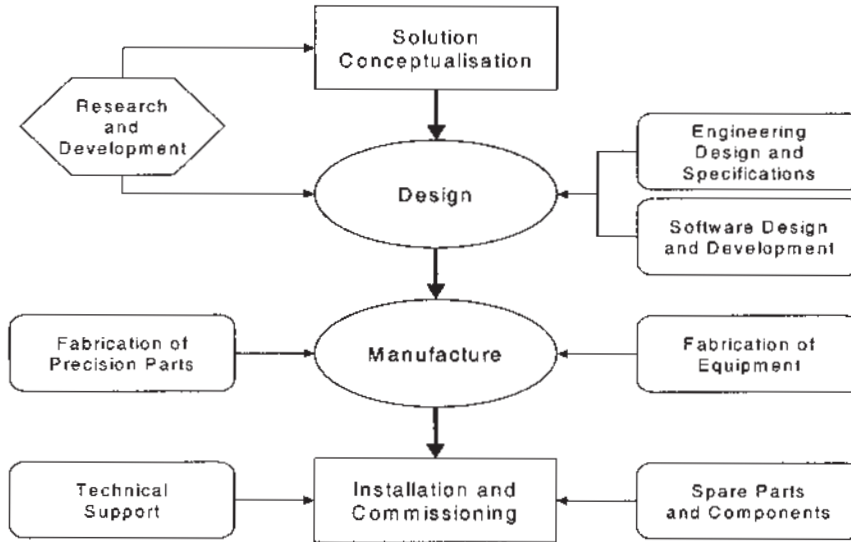 Solution
Conceptualisation
Research
and
Development
Engineering
Design and
Specifications
Design
Software Design
and Development
Fabrication of
Precision Parts
Manufacture
Fabrication of
Equipment
Technical
Support
Installation and
Commissioning
Spare Parts
and Components